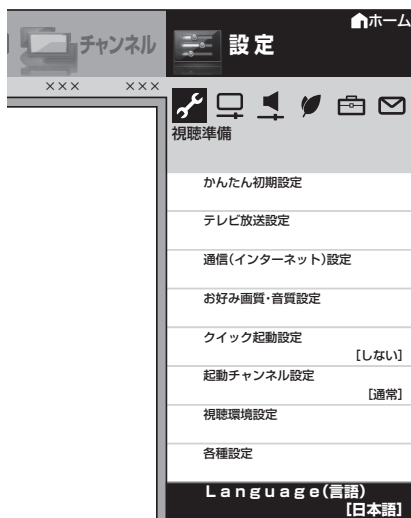 ホーム
チャンネル
設定
××× ×××
視聴準備
かんたん初期設定
テレビ放送設定
通信(インターネット)設定
お好み画質・音質設定
クイック起動設定
[しない]
起動チャンネル設定
[通常]
視聴環境設定
各種設定
Language(言語)
[日本語]